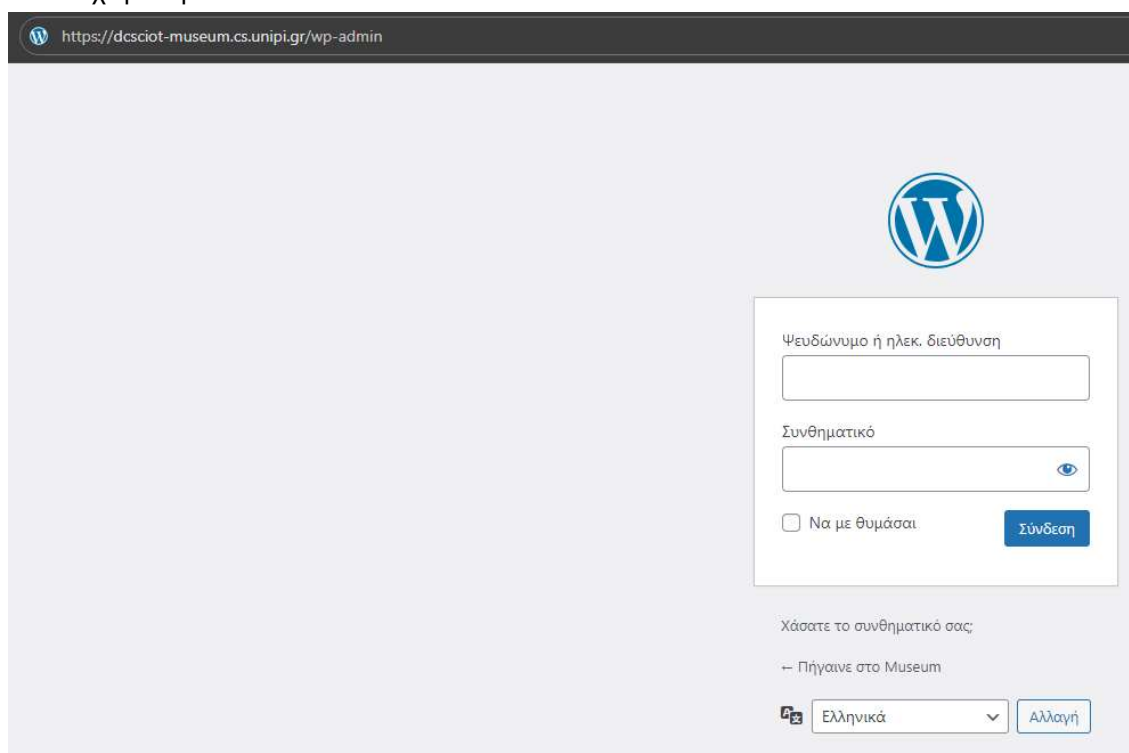 https://dcsciot-museum.cs.unipi.gr/wp-admin
Ψευδώνυμο ή ηλεκ. διεύθυνση
Συνθηματικό
Να με θυμάσαι
Σύνδεση
Χάσατε το συνθηματικό σας;
← Πήγαινε στο Museum
Ελληνικά
Αλλαγή